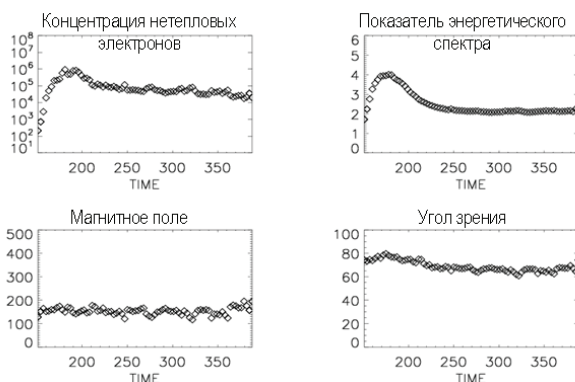 Концентрация нетепловых
электронов
10⁸
10⁷
10⁶
10⁵
10⁴
10³
10²
10¹
200 250 300 350
TIME
Показатель энергетического
спектра
6
5
4
3
2
1
0
200 250 300 350
TIME
Магнитное поле
500
400
300
200
100
0
200 250 300 350
TIME
Угол зрения
100
80
60
40
20
0
200 250 300 350
TIME